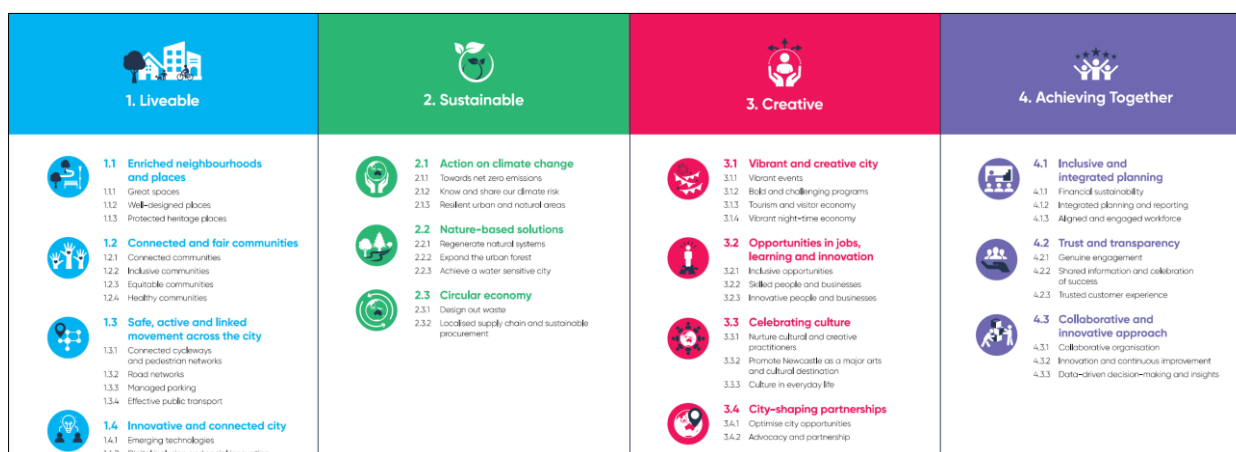 1. Liveable
2. Sustainable
3. Creative
4. Achieving Together
1.1 Enriched neighbourhoods
and places
1.1.1 Great spaces
1.1.2 Well-designed places
1.1.3 Protected heritage places
1.2 Connected and fair communities
1.2.1 Connected communities
1.2.2 Inclusive communities
1.2.3 Equitable communities
1.2.4 Healthy communities
1.3 Safe, active and linked
movement across the city
1.3.1 Connected cycleways
and pedestrian networks
1.3.2 Road networks
1.3.3 Managed parking
1.3.4 Effective public transport
1.4 Innovative and connected city
1.4.1 Emerging technologies
2.1 Action on climate change
2.1.1 Towards net zero emissions
2.1.2 Know and share our climate risk
2.1.3 Resilient urban and natural areas
2.2 Nature-based solutions
2.2.1 Regenerate natural systems
2.2.2 Expand the urban forest
2.2.3 Achieve a water sensitive city
2.3 Circular economy
2.3.1 Design out waste
2.3.2 Localised supply chain and sustainable
procurement
3.1 Vibrant and creative city
3.1.1 Vibrant events
3.1.2 Bold and challenging programs
3.1.3 Tourism and visitor economy
3.1.4 Vibrant night-time economy
3.2 Opportunities in jobs,
learning and innovation
3.2.1 Inclusive opportunities
3.2.2 Skilled people and businesses
3.2.3 Innovative people and businesses
3.3 Celebrating culture
3.3.1 Nurture cultural and creative
practitioners
3.3.2 Promote Newcastle as a major arts
and cultural destination
3.3.3 Culture in everyday life
3.4 City-shaping partnerships
3.4.1 Optimise city opportunities
3.4.2 Advocacy and partnership
4.1 Inclusive and
integrated planning
4.1.1 Financial sustainability
4.1.2 Integrated planning and reporting
4.1.3 Aligned and engaged workforce
4.2 Trust and transparency
4.2.1 Genuine engagement
4.2.2 Shared information and celebration
of success
4.2.3 Trusted customer experience
4.3 Collaborative and
innovative approach
4.3.1 Collaborative organisation
4.3.2 Innovation and continuous improvement
4.3.3 Data-driven decision-making and insights